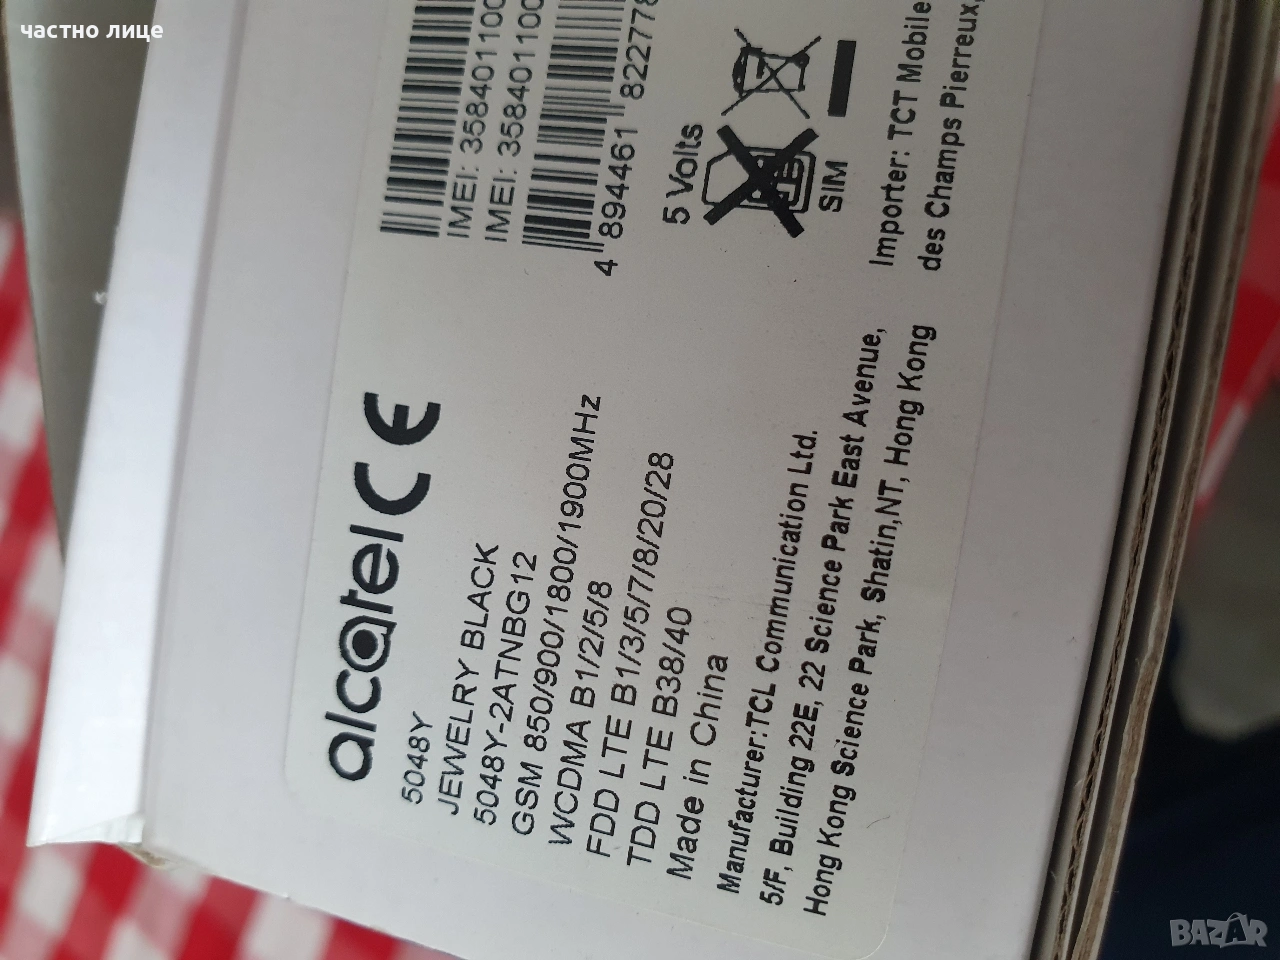 частно лице
alcatel CE
5048Y
JEWELRY BLACK
5048Y-2ATNBG12
GSM 850/900/1800/1900MHz
WCDMA B1/2/5/8
FDD LTE B1/3/5/7/8/20/28
TDD LTE B38/40
Made in China
Manufacturer:TCL Communication Ltd.
5/F, Building 22E, 22 Science Park East Avenue,
Hong Kong Science Park, Shatin,NT, Hong Kong
IMEI: 35840110
IMEI: 35840110
4 894461 822778
5 Volts
SIM
Importer: TCT Mobile
des Champs Pierreux,
BAZAR